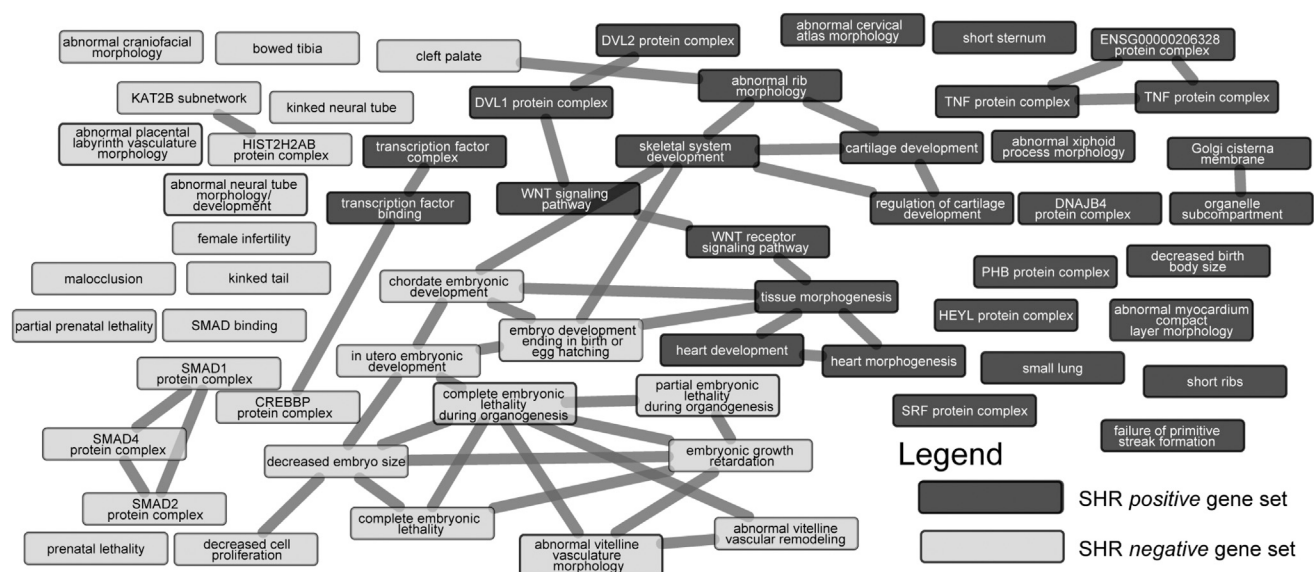 abnormal craniofacial
morphology
bowed tibia
cleft palate
DVL2 protein complex
abnormal cervical
atlas morphology
short sternum
ENSG00000206328
protein complex
KAT2B subnetwork
kinked neural tube
DVL1 protein complex
abnormal rib
morphology
TNF protein complex
TNF protein complex
abnormal placental
labyrinth vasculature
morphology
HIST2H2AB
protein complex
transcription factor
complex
skeletal system
development
cartilage development
abnormal xiphoid
process morphology
Golgi cisterna
membrane
abnormal neural tube
morphology/
development
transcription factor
binding
WNT signaling
pathway
regulation of cartilage
development
DNAJB4
protein complex
organelle
subcompartment
female infertility
WNT receptor
signaling pathway
malocclusion
kinked tail
chordate embryonic
development
tissue morphogenesis
PHB protein complex
decreased birth
body size
partial prenatal lethality
SMAD binding
embryo development
ending in birth or
egg hatching
HEYL protein complex
abnormal myocardium
compact
layer morphology
in utero embryonic
development
heart development
heart morphogenesis
small lung
short ribs
SMAD1
protein complex
CREBBP
protein complex
complete embryonic
lethality
during organogenesis
partial embryonic
lethality
during organogenesis
SRF protein complex
failure of primitive
streak formation
SMAD4
protein complex
decreased embryo size
embryonic growth
retardation
Legend
SHR positive gene set
SHR negative gene set
SMAD2
protein complex
complete embryonic
lethality
abnormal vitelline
vascular remodeling
prenatal lethality
decreased cell
proliferation
abnormal vitelline
vasculature
morphology